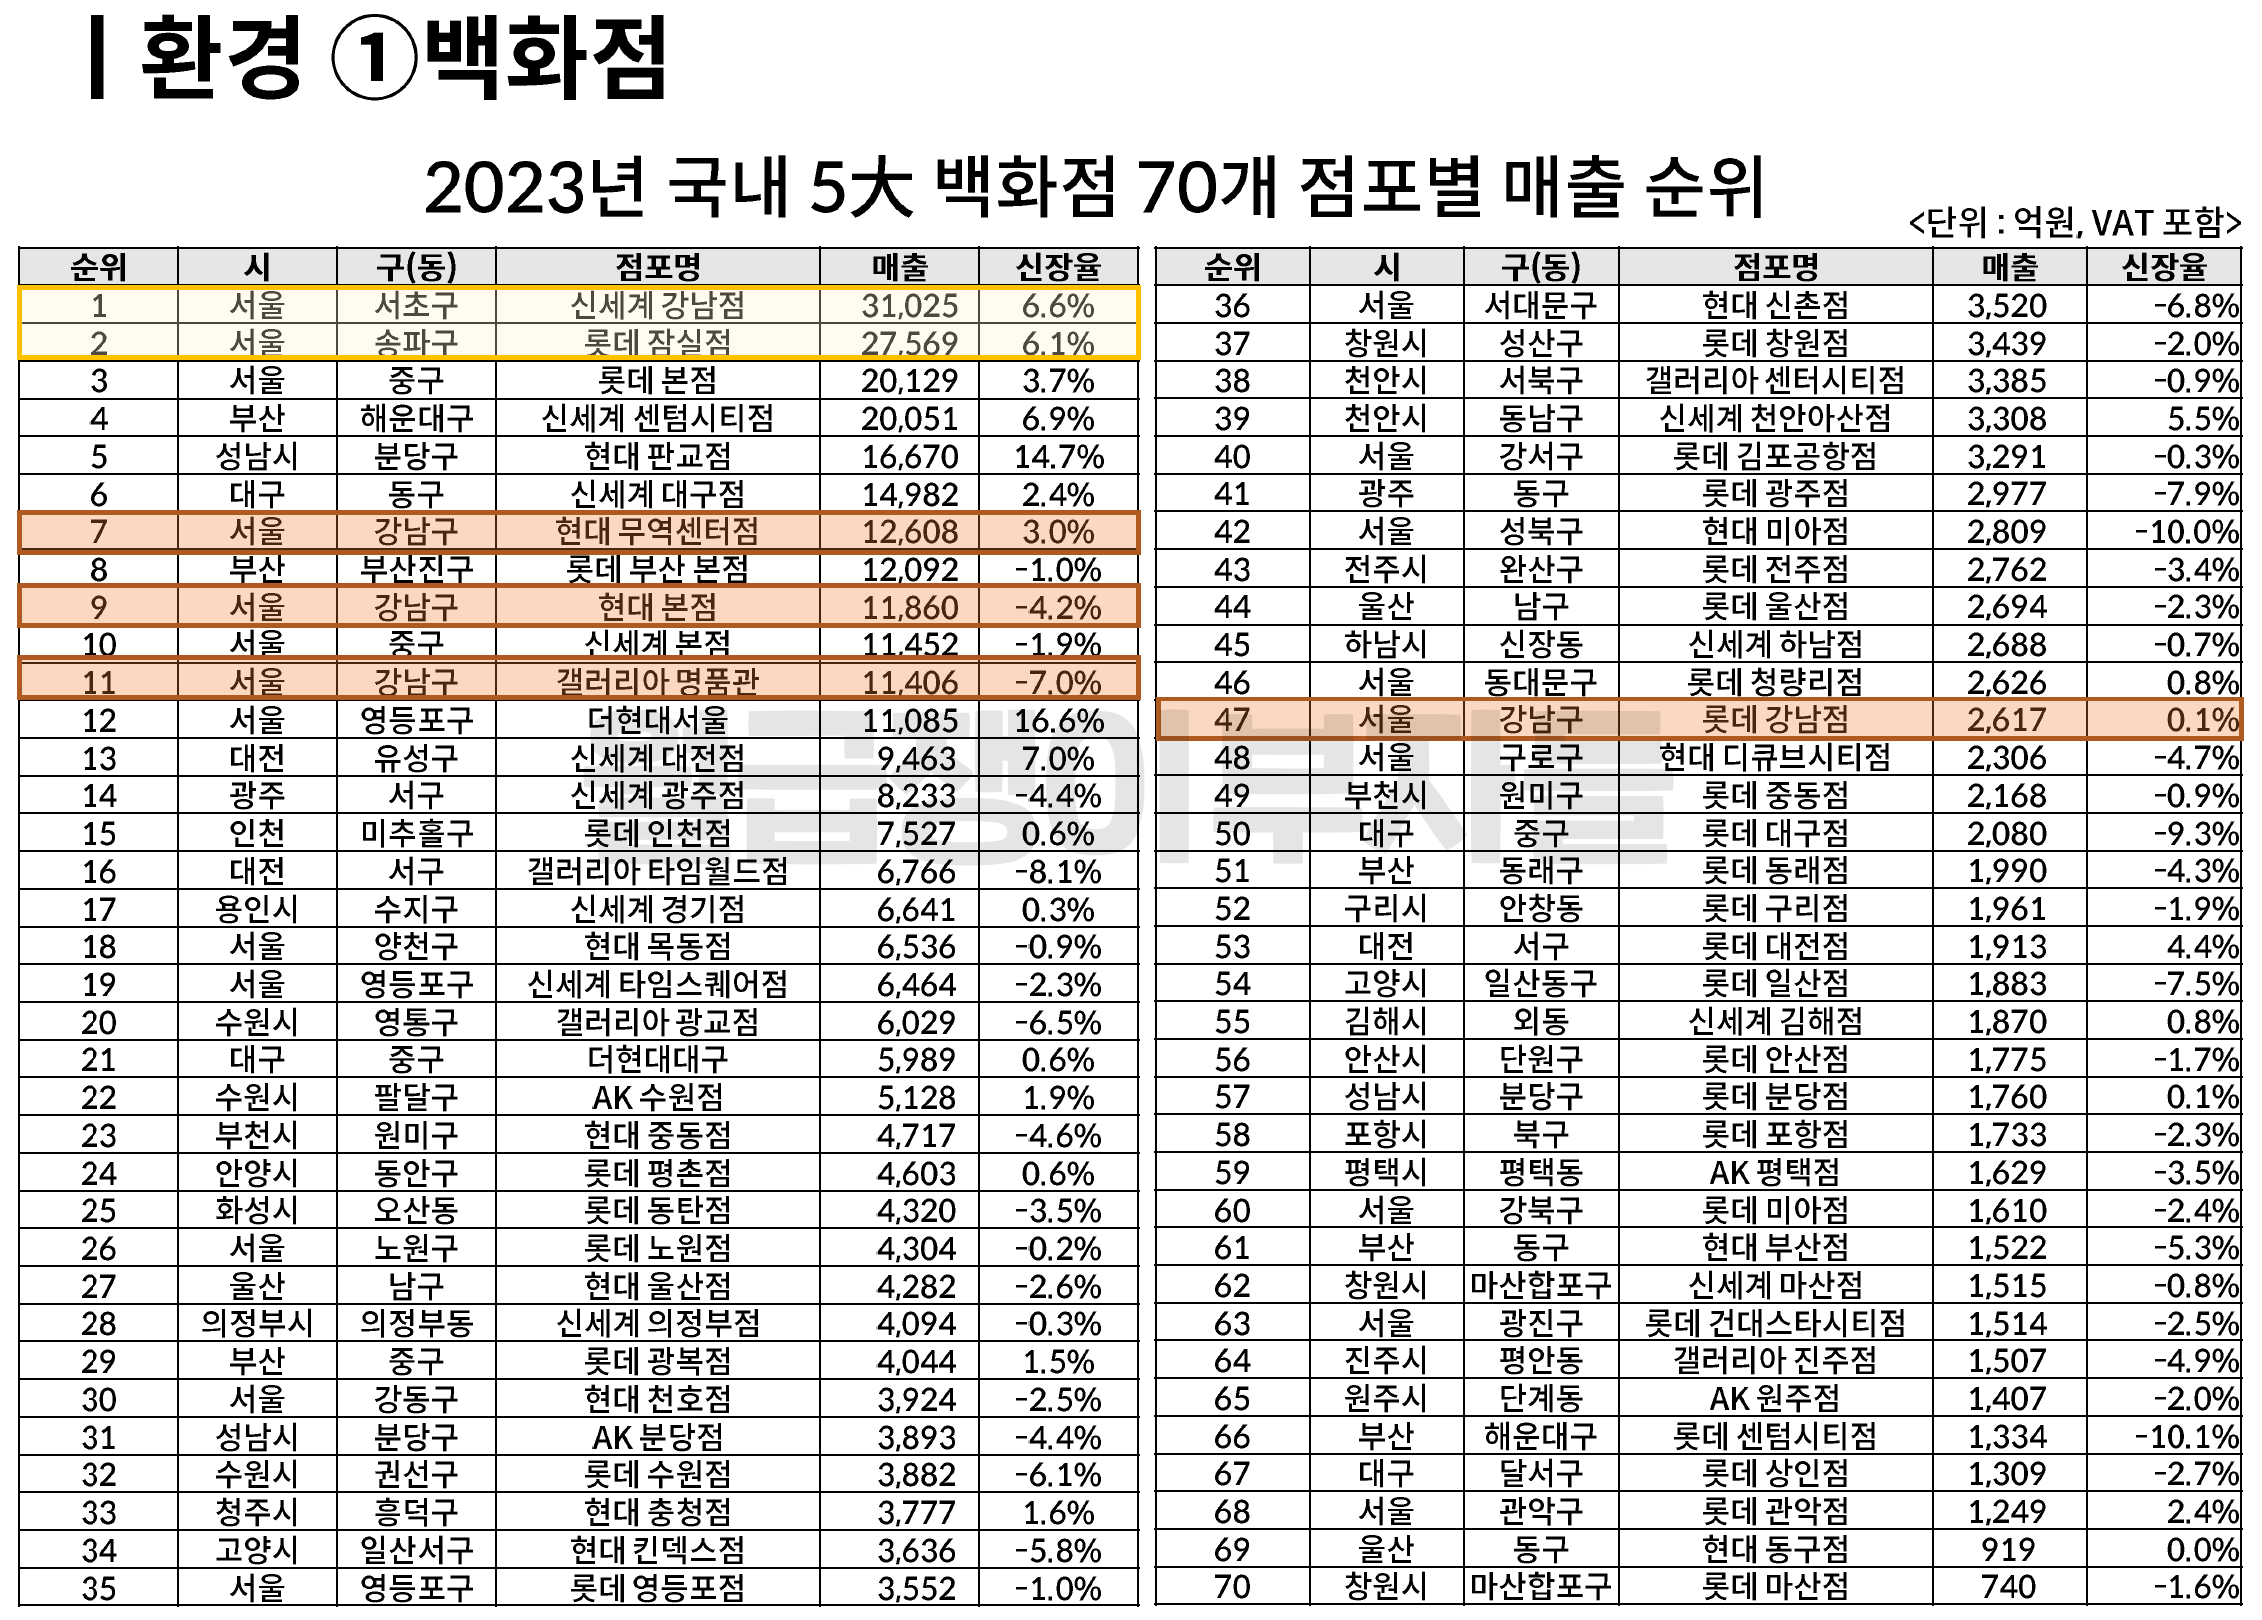 | 환경 ①백화점
2023년 국내 5大 백화점 70개 점포별 매출 순위
<단위 : 억원, VAT 포함>
순위 시 구(동) 점포명 매출 신장율
1 서울 서초구 신세계 강남점 31,025 6.6%
2 서울 송파구 롯데 잠실점 27,569 6.1%
3 서울 중구 롯데 본점 20,129 3.7%
4 부산 해운대구 신세계 센텀시티점 20,051 6.9%
5 성남시 분당구 현대 판교점 16,670 14.7%
6 대구 동구 신세계 대구점 14,982 2.4%
7 서울 강남구 현대 무역센터점 12,608 3.0%
8 부산 부산진구 롯데 부산 본점 12,092 -1.0%
9 서울 강남구 현대 본점 11,860 -4.2%
10 서울 중구 신세계 본점 11,452 -1.9%
11 서울 강남구 갤러리아 명품관 11,406 -7.0%
12 서울 영등포구 더현대서울 11,085 16.6%
13 대전 유성구 신세계 대전점 9,463 7.0%
14 광주 서구 신세계 광주점 8,233 -4.4%
15 인천 미추홀구 롯데 인천점 7,527 0.6%
16 대전 서구 갤러리아 타임월드점 6,766 -8.1%
17 용인시 수지구 신세계 경기점 6,641 0.3%
18 서울 양천구 현대 목동점 6,536 -0.9%
19 서울 영등포구 신세계 타임스퀘어점 6,464 -2.3%
20 수원시 영통구 갤러리아 광교점 6,029 -6.5%
21 대구 중구 더현대대구 5,989 0.6%
22 수원시 팔달구 AK 수원점 5,128 1.9%
23 부천시 원미구 현대 중동점 4,717 -4.6%
24 안양시 동안구 롯데 평촌점 4,603 0.6%
25 화성시 오산동 롯데 동탄점 4,320 -3.5%
26 서울 노원구 롯데 노원점 4,304 -0.2%
27 울산 남구 현대 울산점 4,282 -2.6%
28 의정부시 의정부동 신세계 의정부점 4,094 -0.3%
29 부산 중구 롯데 광복점 4,044 1.5%
30 서울 강동구 현대 천호점 3,924 -2.5%
31 성남시 분당구 AK 분당점 3,893 -4.4%
32 수원시 권선구 롯데 수원점 3,882 -6.1%
33 청주시 흥덕구 현대 충청점 3,777 1.6%
34 고양시 일산서구 현대 킨덱스점 3,636 -5.8%
35 서울 영등포구 롯데 영등포점 3,552 -1.0%
순위 시 구(동) 점포명 매출 신장율
36 서울 서대문구 현대 신촌점 3,520 -6.8%
37 창원시 성산구 롯데 창원점 3,439 -2.0%
38 천안시 서북구 갤러리아 센터시티점 3,385 -0.9%
39 천안시 동남구 신세계 천안아산점 3,308 5.5%
40 서울 강서구 롯데 김포공항점 3,291 -0.3%
41 광주 동구 롯데 광주점 2,977 -7.9%
42 서울 성북구 현대 미아점 2,809 -10.0%
43 전주시 완산구 롯데 전주점 2,762 -3.4%
44 울산 남구 롯데 울산점 2,694 -2.3%
45 하남시 신장동 신세계 하남점 2,688 -0.7%
46 서울 동대문구 롯데 청량리점 2,626 0.8%
47 서울 강남구 롯데 강남점 2,617 0.1%
48 서울 구로구 현대 디큐브시티점 2,306 -4.7%
49 부천시 원미구 롯데 중동점 2,168 -0.9%
50 대구 중구 롯데 대구점 2,080 -9.3%
51 부산 동래구 롯데 동래점 1,990 -4.3%
52 구리시 안창동 롯데 구리점 1,961 -1.9%
53 대전 서구 롯데 대전점 1,913 4.4%
54 고양시 일산동구 롯데 일산점 1,883 -7.5%
55 김해시 외동 신세계 김해점 1,870 0.8%
56 안산시 단원구 롯데 안산점 1,775 -1.7%
57 성남시 분당구 롯데 분당점 1,760 0.1%
58 포항시 북구 롯데 포항점 1,733 -2.3%
59 평택시 평택동 AK 평택점 1,629 -3.5%
60 서울 강북구 롯데 미아점 1,610 -2.4%
61 부산 동구 현대 부산점 1,522 -5.3%
62 창원시 마산합포구 신세계 마산점 1,515 -0.8%
63 서울 광진구 롯데 건대스타시티점 1,514 -2.5%
64 진주시 평안동 갤러리아 진주점 1,507 -4.9%
65 원주시 단계동 AK 원주점 1,407 -2.0%
66 부산 해운대구 롯데 센텀시티점 1,334 -10.1%
67 대구 달서구 롯데 상인점 1,309 -2.7%
68 서울 관악구 롯데 관악점 1,249 2.4%
69 울산 동구 현대 동구점 919 0.0%
70 창원시 마산합포구 롯데 마산점 740 -1.6%
월급쟁이부자들